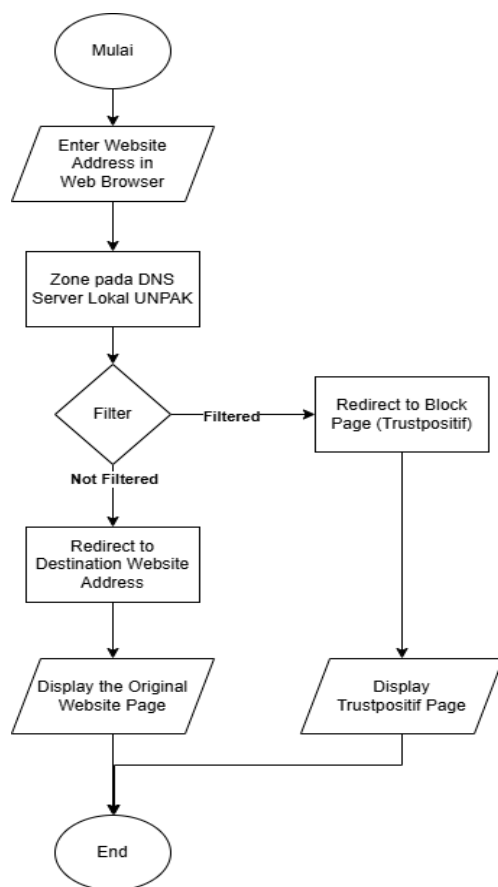 Mulai
Enter Website
Address in
Web Browser
Zone pada DNS
Server Lokal UNPAK
Filter
Filtered
Redirect to Block
Page (Trustpositif)
Not Filtered
Redirect to
Destination Website
Address
Display the Original
Website Page
Display
Trustpositif Page
End